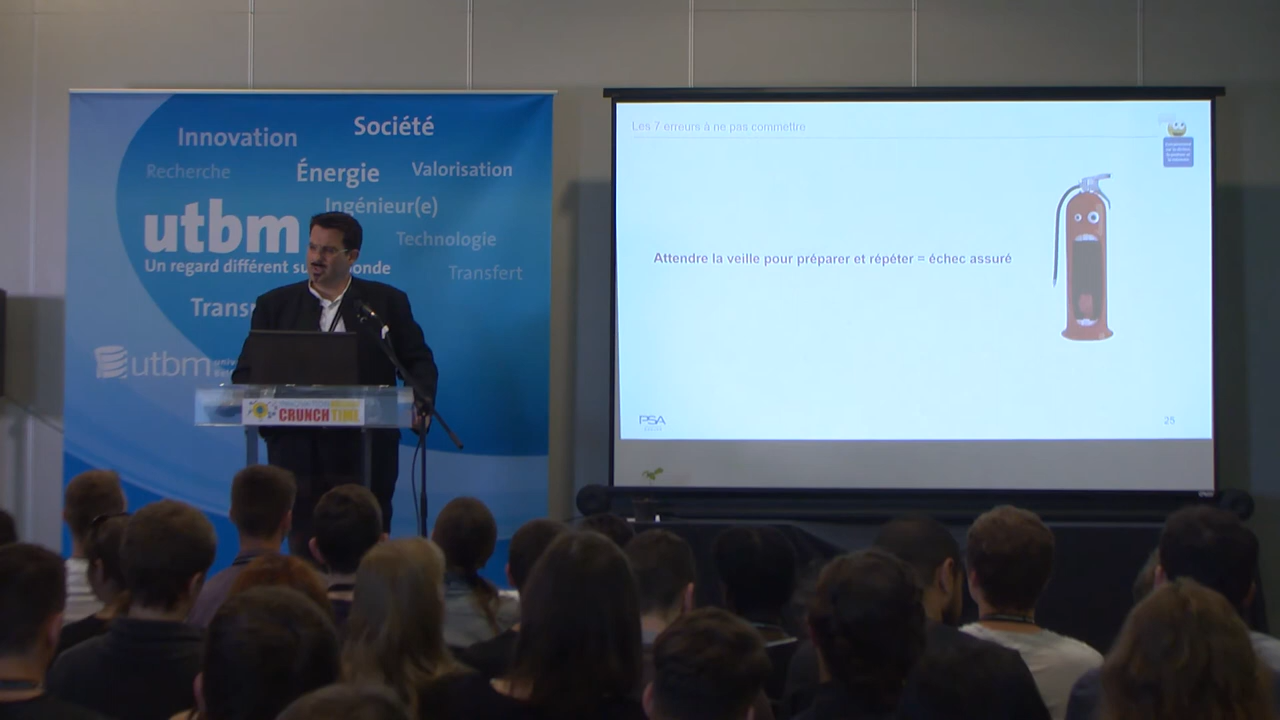 Société
Innovation
Recherche
Énergie
Valorisation
Ingénieur(e)
utbm
Technologie
Un regard différent su onde
Transfert
Trans
utbm
CRUNCH TIME
Les 7 erreurs à ne pas commettre
Attendre la veille pour préparer et répéter = échec assuré
PSA
25